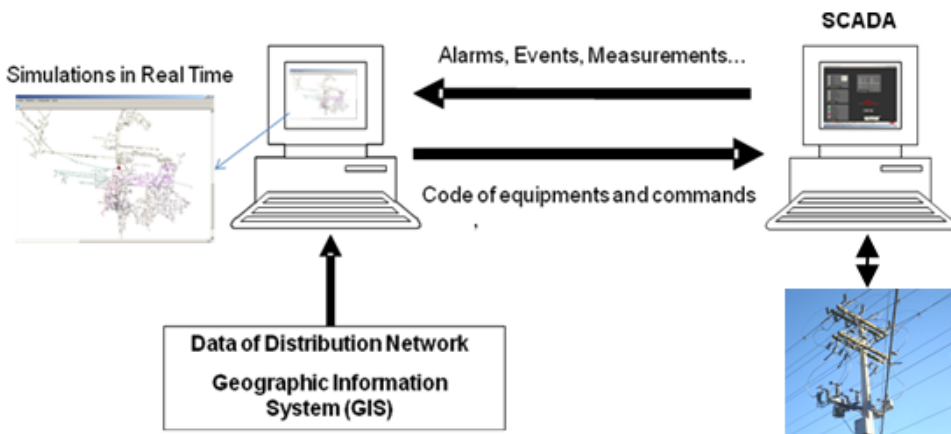 SCADA
Simulations in Real Time
Alarms, Events, Measurements...
Code of equipments and commands
,
Data of Distribution Network
Geographic Information
System (GIS)